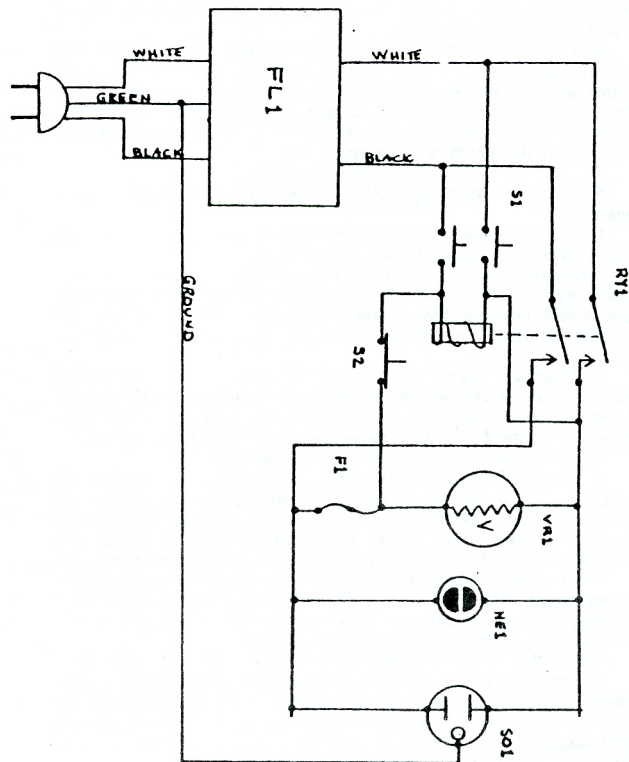 WHITE
GREEN
BLACK
FL1
WHITE
BLACK
S1
RY1
GROUND
S2
F1
V
VR1
NE1
SO1